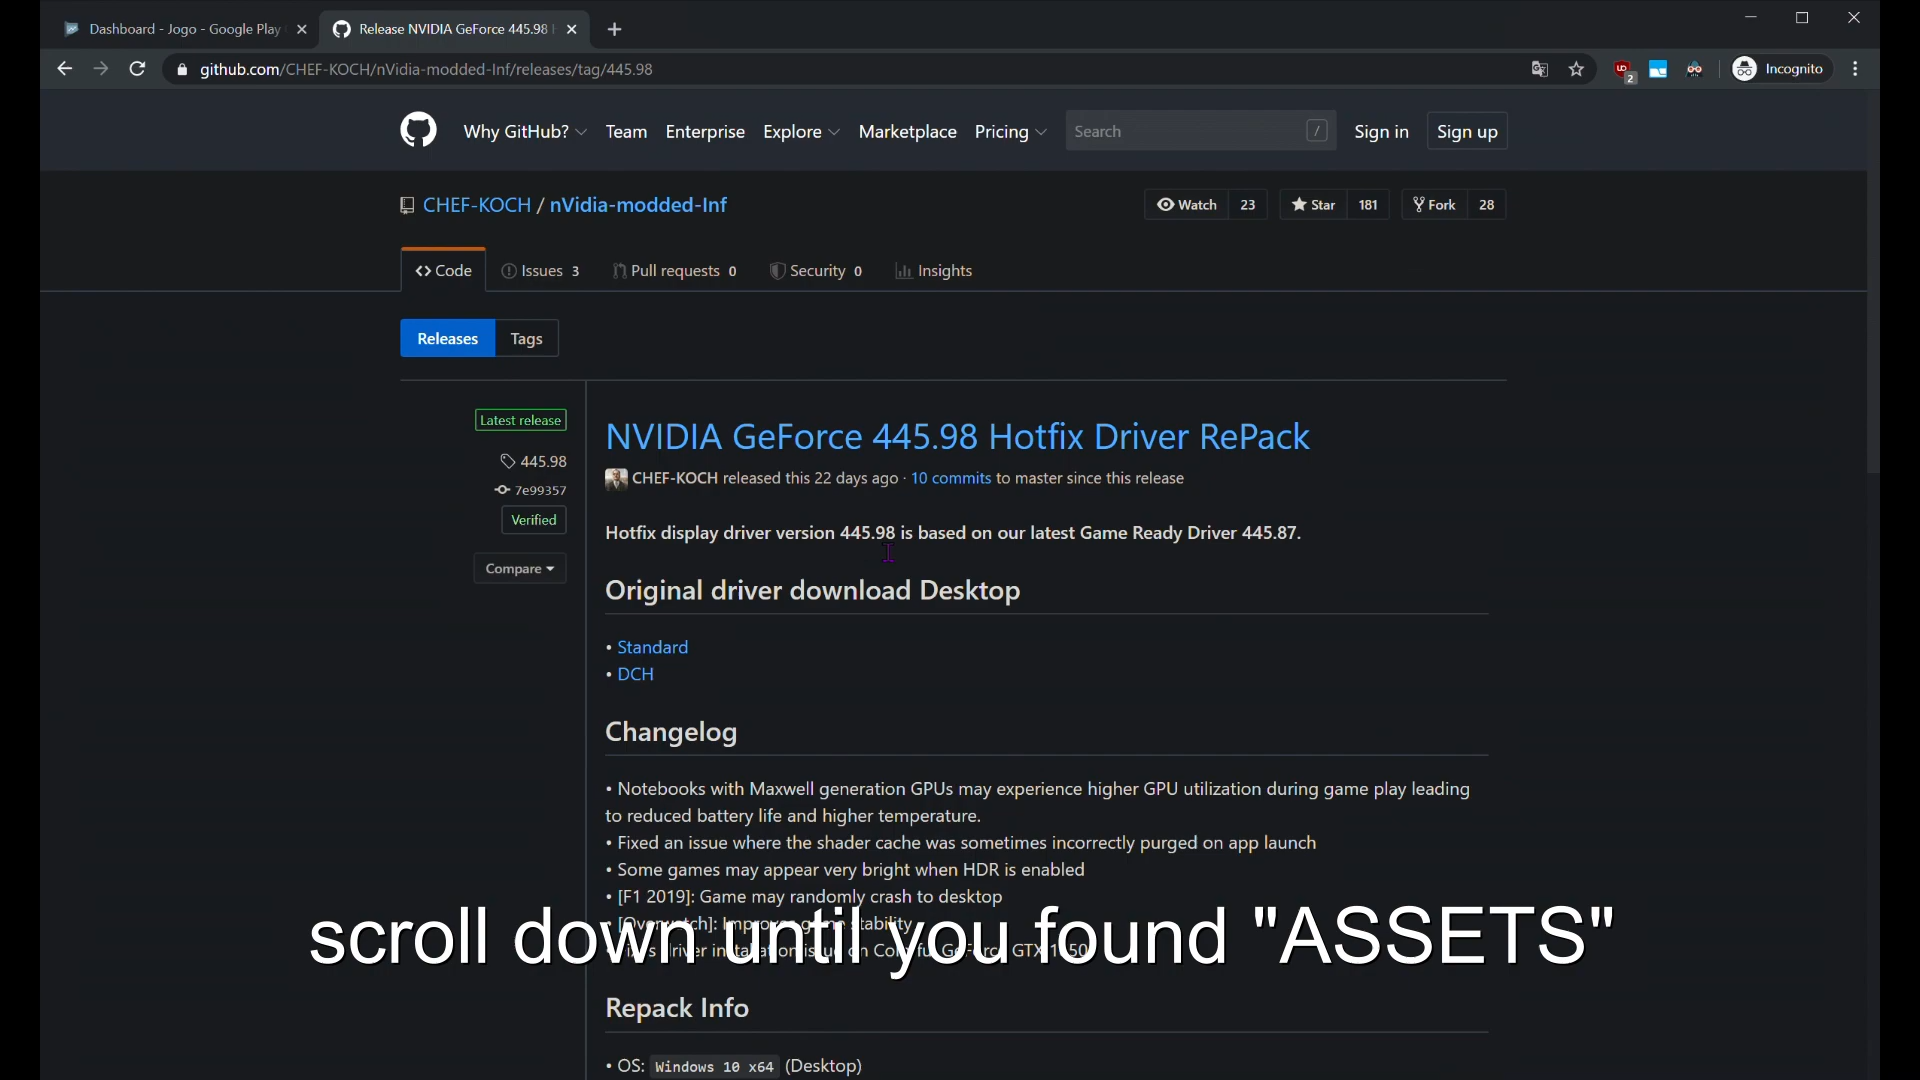 Dashboard - Jogo - Google Play
Release NVIDIA GeForce 445.98
github.com/CHEF-KOCH/nVidia-modded-Inf/releases/tag/445.98
2
Incognito
Why GitHub? Team Enterprise Explore Marketplace Pricing Search / Sign in Sign up
CHEF-KOCH / nVidia-modded-Inf
Watch 23 Star 181 Fork 28
Code Issues 3 Pull requests 0 Security 0 Insights
Releases Tags
Latest release
445.98
7e99357
Verified
Compare
NVIDIA GeForce 445.98 Hotfix Driver RePack
CHEF-KOCH released this 22 days ago · 10 commits to master since this release
Hotfix display driver version 445.98 is based on our latest Game Ready Driver 445.87.
Original driver download Desktop
• Standard
• DCH
Changelog
• Notebooks with Maxwell generation GPUs may experience higher GPU utilization during game play leading
to reduced battery life and higher temperature.
• Fixed an issue where the shader cache was sometimes incorrectly purged on app launch
• Some games may appear very bright when HDR is enabled
• [F1 2019]: Game may randomly crash to desktop
scroll down until you found "ASSETS"
Repack Info
• OS: Windows 10 x64 (Desktop)